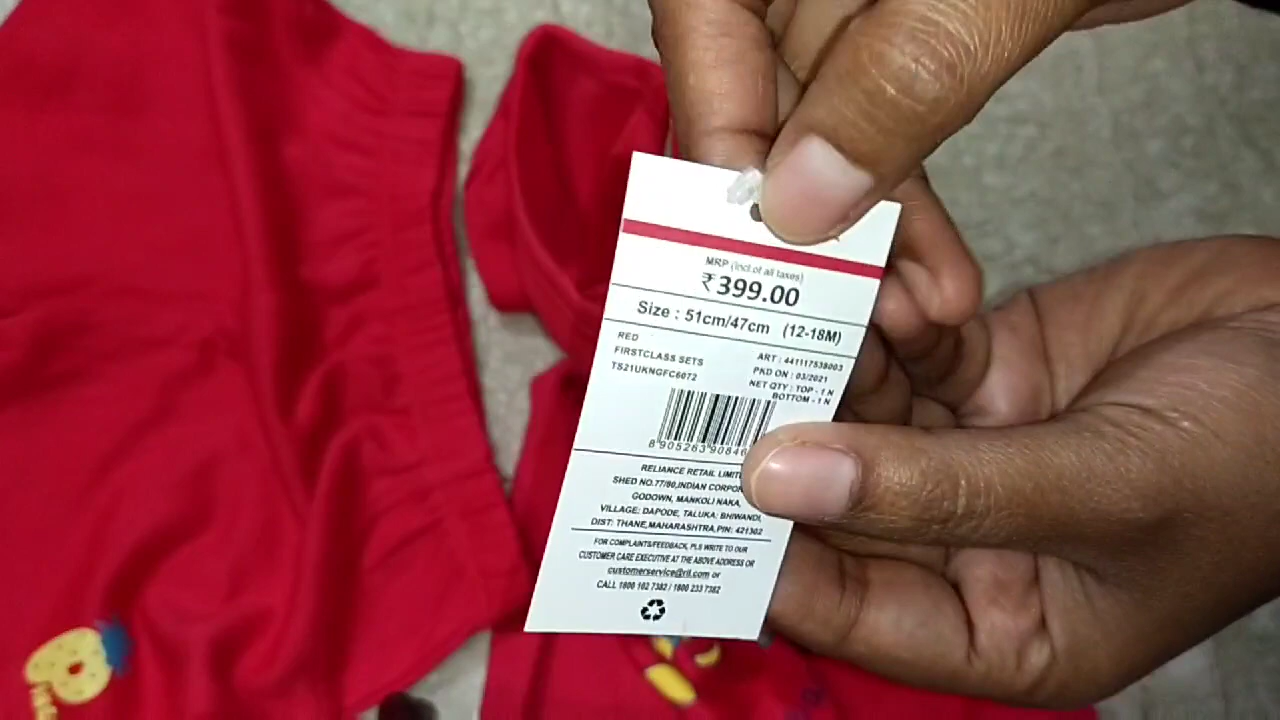 MRP (Incl.of all taxes)
₹399.00
Size : 51cm/47cm (12-18M)
RED
FIRSTCLASS SETS
TS21UKNGFC6072
ART : 441117538003
PKD ON : 03/2021
NET QTY : TOP - 1 N
BOTTOM - 1 N
8 905263 90846
RELIANCE RETAIL
SHED NO.77/80,INDIAN
GODOWN, MANKOLI NAKA,
VILLAGE: DAPODE, TALUKA: BHIWANDI,
DIST: THANE,MAHARASHTRA,PIN: 421302
FOR COMPLAINTS/FEEDBACK, PLS WRITE TO OUR
CUSTOMER CARE EXECUTIVE AT THE ABOVE ADDRESS OR
customerservice@ril.com or
CALL 1800 102 7382 / 1800 233 7382